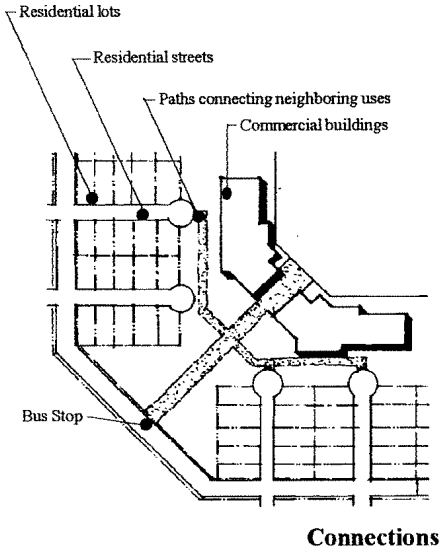 Residential lots
Residential streets
Paths connecting neighboring uses
Commercial buildings
Bus Stop
Connections